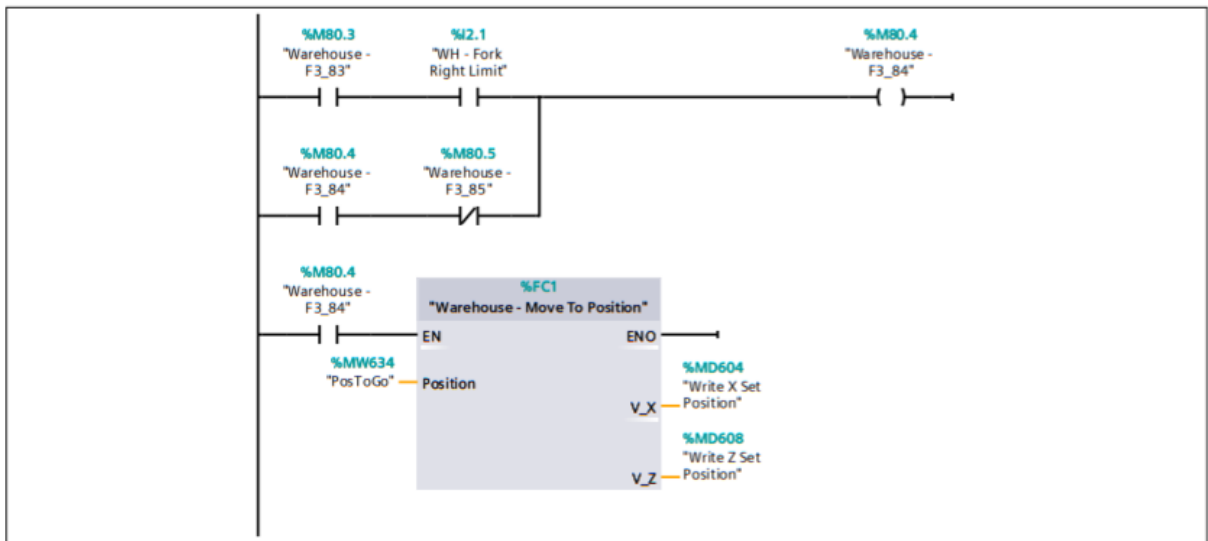 %M80.3 %I2.1 %M80.4
"Warehouse - "WH - Fork "Warehouse -
F3_83" Right Limit" F3_84"
%M80.4 %M80.5
"Warehouse - "Warehouse -
F3_84" F3_85"
%M80.4
"Warehouse -
F3_84"
%FC1
"Warehouse - Move To Position"
EN ENO
%MW634
"PosToGo" Position
%MD604
"Write X Set
V_X Position"
%MD608
"Write Z Set
V_Z Position"